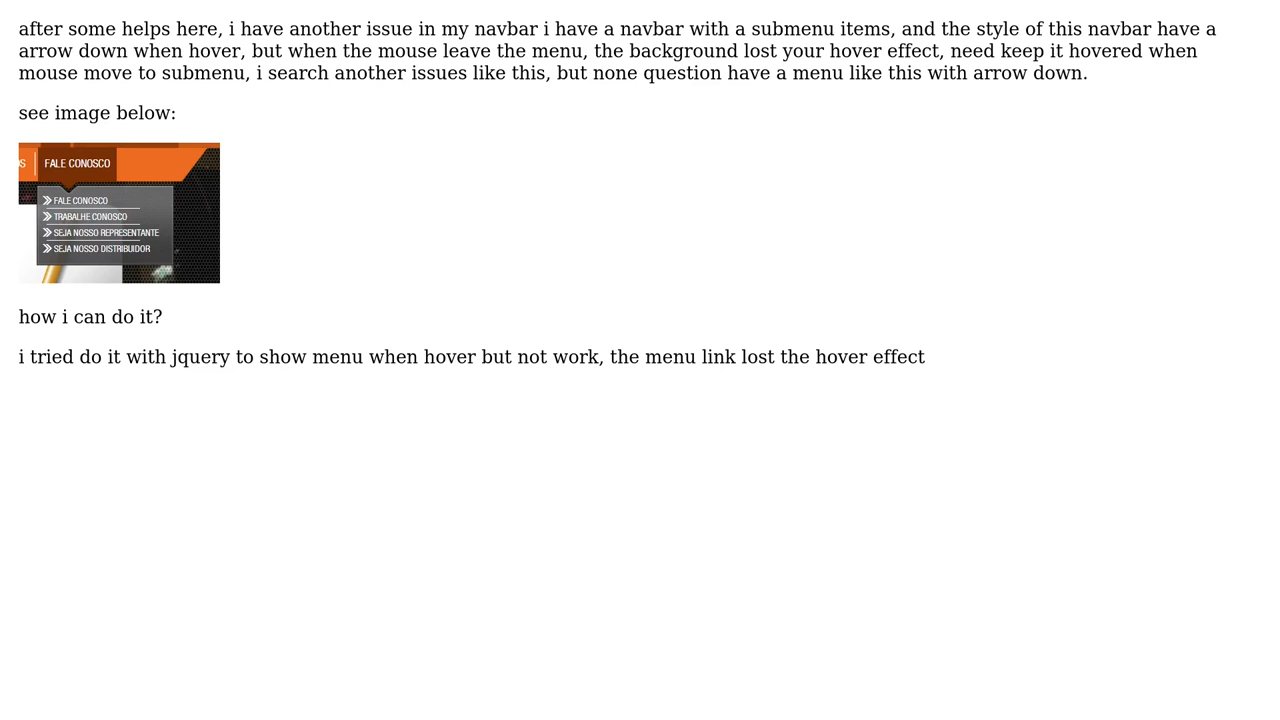 after some helps here, i have another issue in my navbar i have a navbar with a submenu items, and the style of this navbar have a
arrow down when hover, but when the mouse leave the menu, the background lost your hover effect, need keep it hovered when
mouse move to submenu, i search another issues like this, but none question have a menu like this with arrow down.
see image below:
OS
FALE CONOSCO
FALE CONOSCO
TRABALHE CONOSCO
SEJA NOSSO REPRESENTANTE
SEJA NOSSO DISTRIBUIDOR
how i can do it?
i tried do it with jquery to show menu when hover but not work, the menu link lost the hover effect